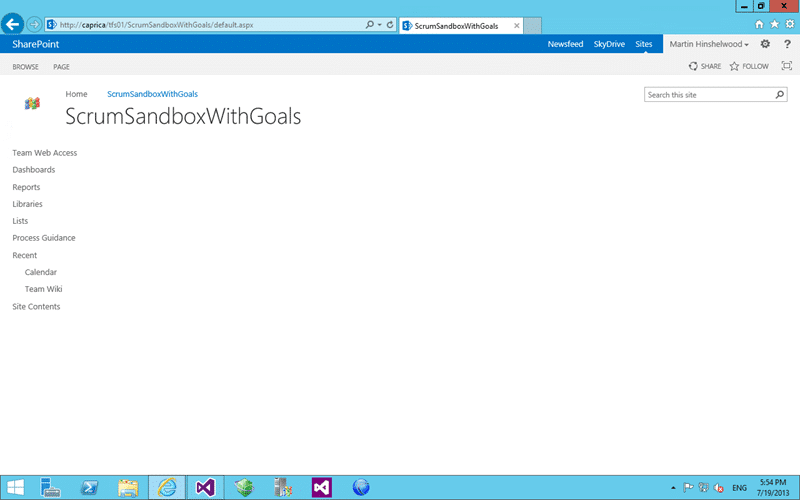 http://caprica/tfs01/ScrumSandboxWithGoals/default.aspx
ScrumSandboxWithGoals
SharePoint
Newsfeed SkyDrive Sites Martin Hinshelwood
BROWSE PAGE
SHARE FOLLOW
Home ScrumSandboxWithGoals
Search this site
ScrumSandboxWithGoals
Team Web Access
Dashboards
Reports
Libraries
Lists
Process Guidance
Recent
Calendar
Team Wiki
Site Contents
ENG
5:54 PM
7/19/2013